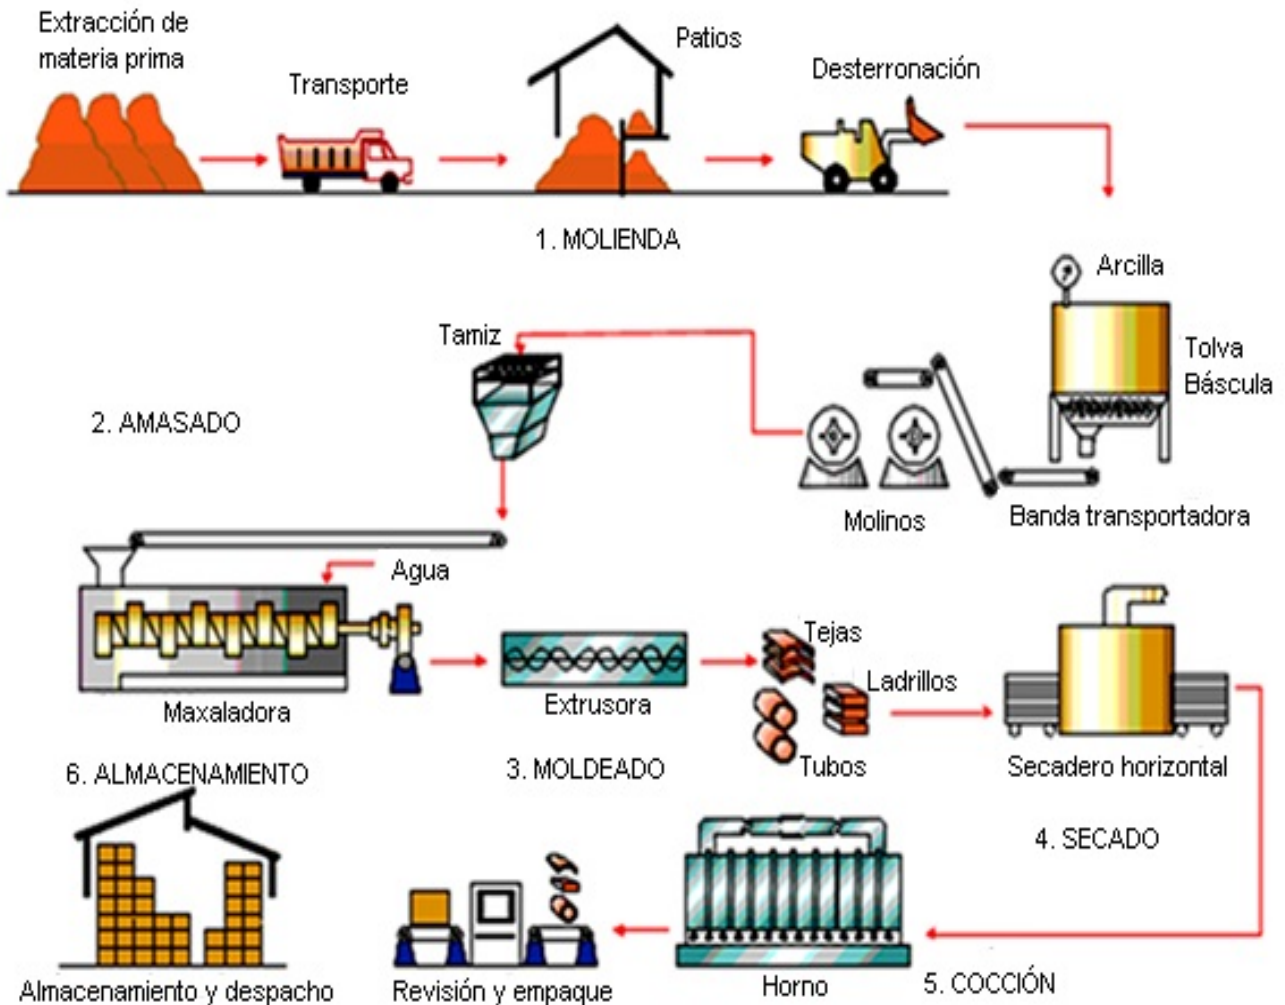 Extracción de
materia prima
Transporte
Patios
Desterronación
1. MOLIENDA
Arcilla
Tolva
Báscula
Tamiz
2. AMASADO
Molinos
Banda transportadora
Agua
Maxaladora
Extrusora
Tejas
Ladrillos
Tubos
Secadero horizontal
6. ALMACENAMIENTO
3. MOLDEADO
4. SECADO
Almacenamiento y despacho
Revisión y empaque
Horno
5. COCCIÓN